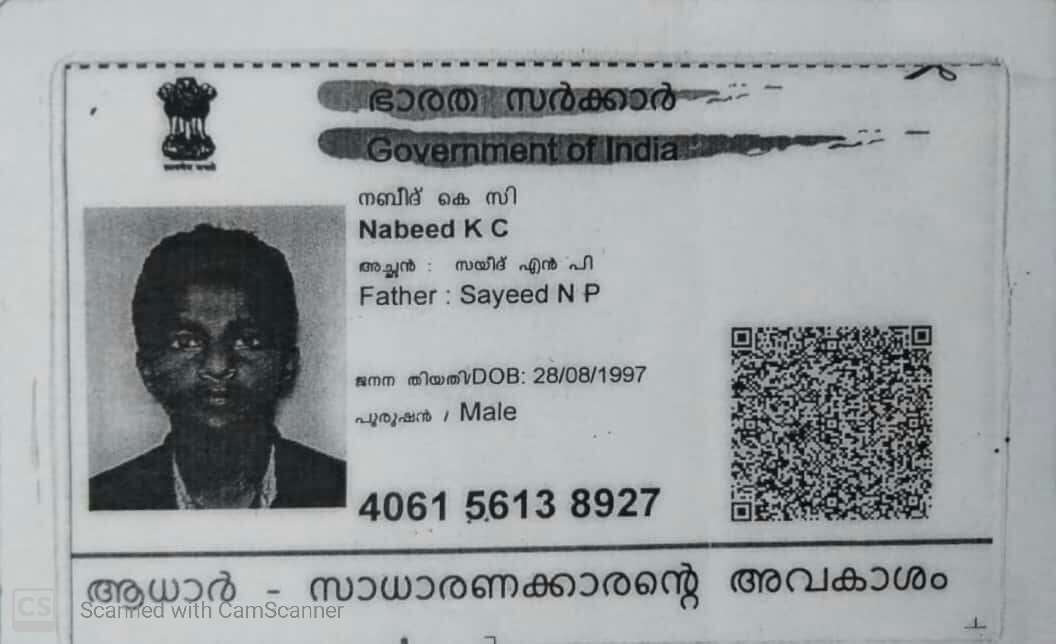 ഭാരത സർക്കാർ
Government of India
നബീദ് കെ സി
Nabeed K C
അച്ഛൻ : സയീദ് എൻ പി
Father : Sayeed N P
ജനന തിയതി/DOB: 28/08/1997
പുരുഷൻ / Male
4061 5613 8927
ആധാർ - സാധാരണക്കാരന്റെ അവകാശം
CS Scanned with CamScanner